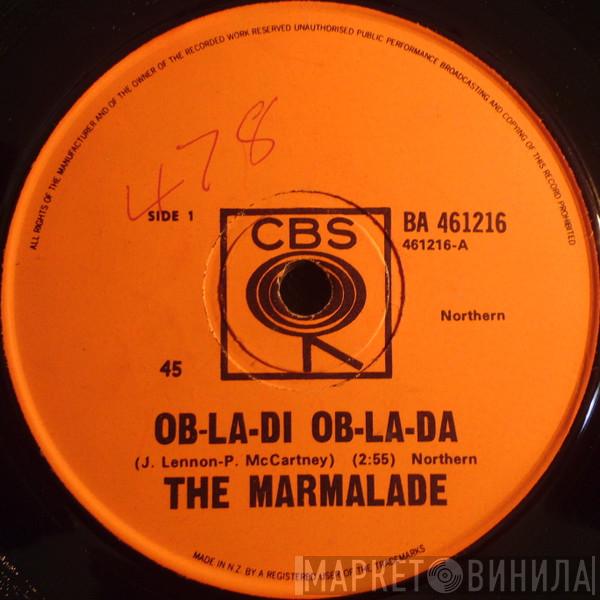 ALL RIGHTS OF THE MANUFACTURER AND OF THE OWNER OF THE RECORDED WORK RESERVED UNAUTHORISED PUBLIC PERFORMANCE BROADCASTING AND COPYING OF THIS RECORD PROHIBITED
478
SIDE 1
CBS
BA 461216
461216-A
Northern
45
OB-LA-DI OB-LA-DA
(J. Lennon-P. McCartney) (2:55) Northern
THE MARMALADE
MADE IN N.Z. BY A REGISTERED USER OF THE TRADEMARKS
МАРКЕТ ВИНИЛА